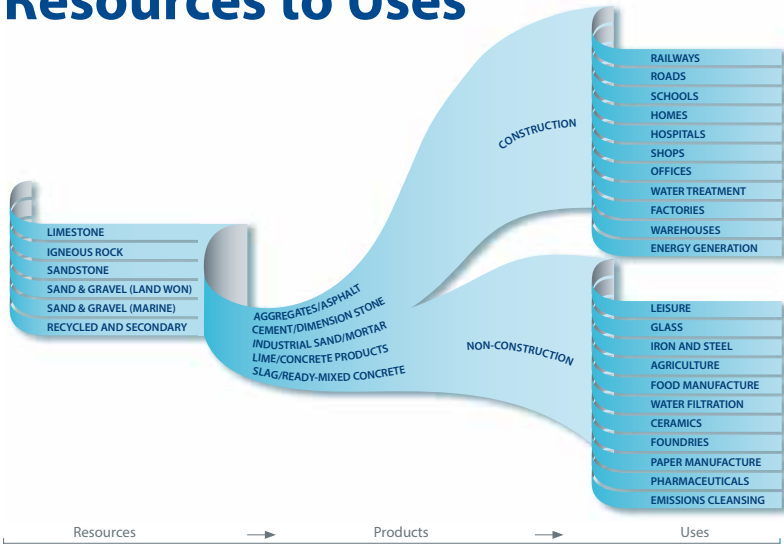 Resources to Uses
LIMESTONE
IGNEOUS ROCK
SANDSTONE
SAND & GRAVEL (LAND WON)
SAND & GRAVEL (MARINE)
RECYCLED AND SECONDARY
AGGREGATES/ASPHALT
CEMENT/DIMENSION STONE
INDUSTRIAL SAND/MORTAR
LIME/CONCRETE PRODUCTS
SLAG/READY-MIXED CONCRETE
CONSTRUCTION
NON-CONSTRUCTION
RAILWAYS
ROADS
SCHOOLS
HOMES
HOSPITALS
SHOPS
OFFICES
WATER TREATMENT
FACTORIES
WAREHOUSES
ENERGY GENERATION
LEISURE
GLASS
IRON AND STEEL
AGRICULTURE
FOOD MANUFACTURE
WATER FILTRATION
CERAMICS
FOUNDRIES
PAPER MANUFACTURE
PHARMACEUTICALS
EMISSIONS CLEANSING
Resources
Products
Uses